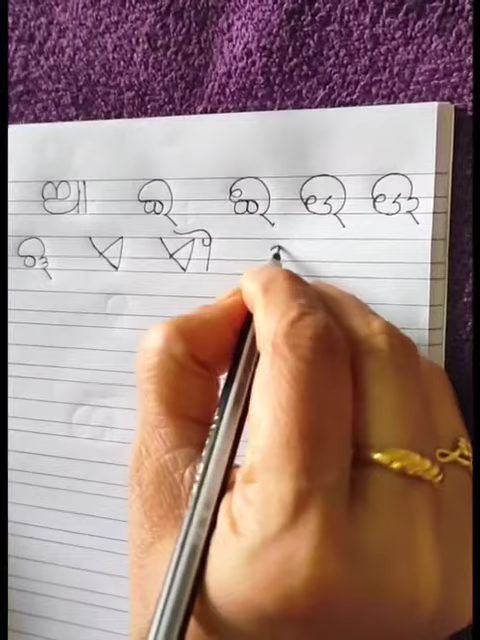 ଆ ଇ ଈ ଉ ଊ
ଋ ଏ ଐ